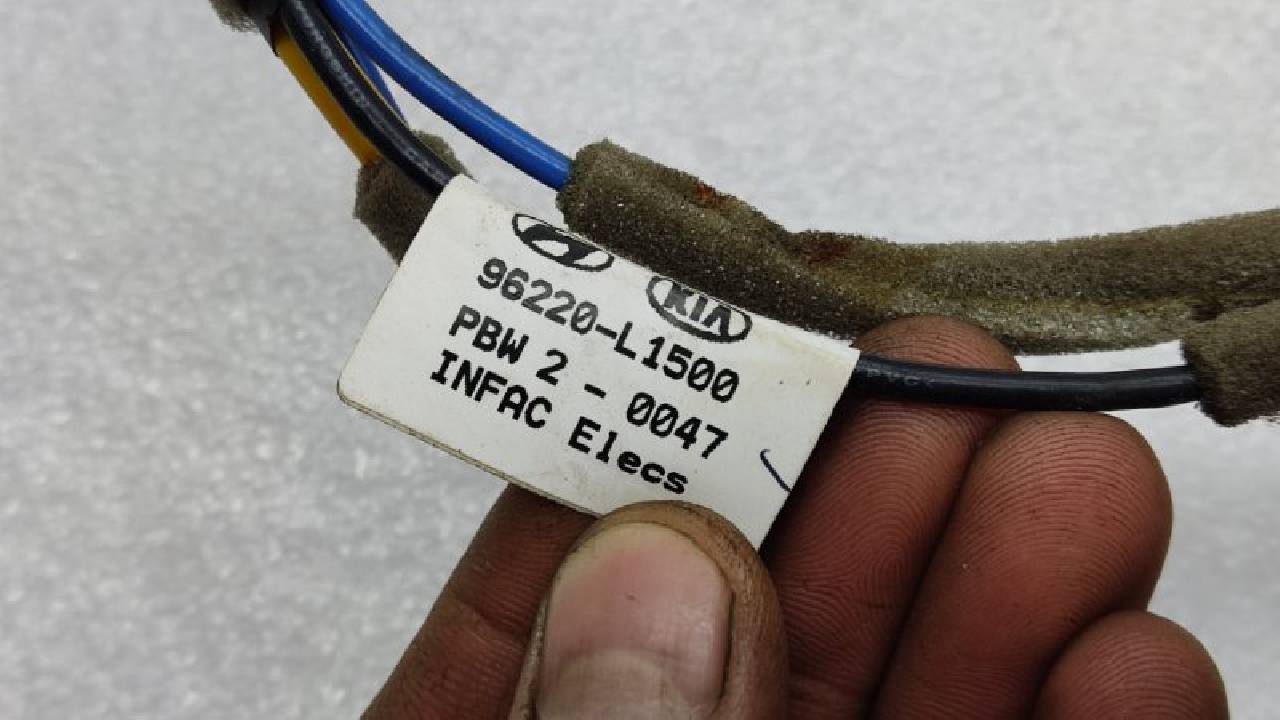 KIA
96220-L1500
PBW 2 - 0047
INFAC Elecs